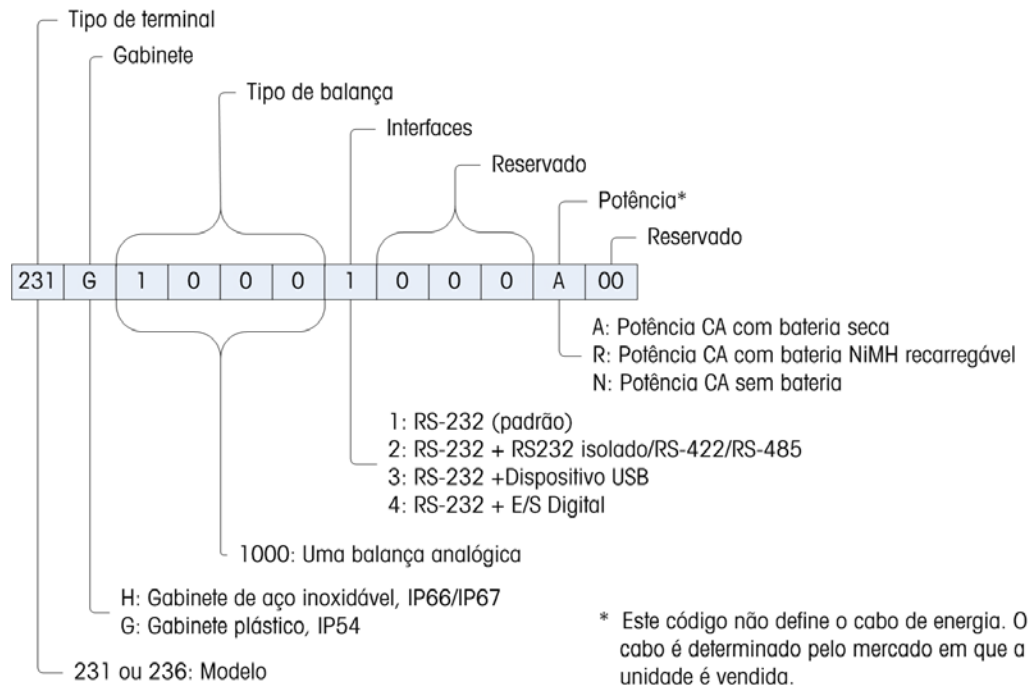 Tipo de terminal
Gabinete
Tipo de balança
Interfaces
Reservado
Potência*
Reservado
231 G 1 0 0 0 1 0 0 0 A 00
A: Potência CA com bateria seca
R: Potência CA com bateria NiMH recarregável
N: Potência CA sem bateria
1: RS-232 (padrão)
2: RS-232 + RS232 isolado/RS-422/RS-485
3: RS-232 +Dispositivo USB
4: RS-232 + E/S Digital
1000: Uma balança analógica
H: Gabinete de aço inoxidável, IP66/IP67
G: Gabinete plástico, IP54
231 ou 236: Modelo
* Este código não define o cabo de energia. O
cabo é determinado pelo mercado em que a
unidade é vendida.